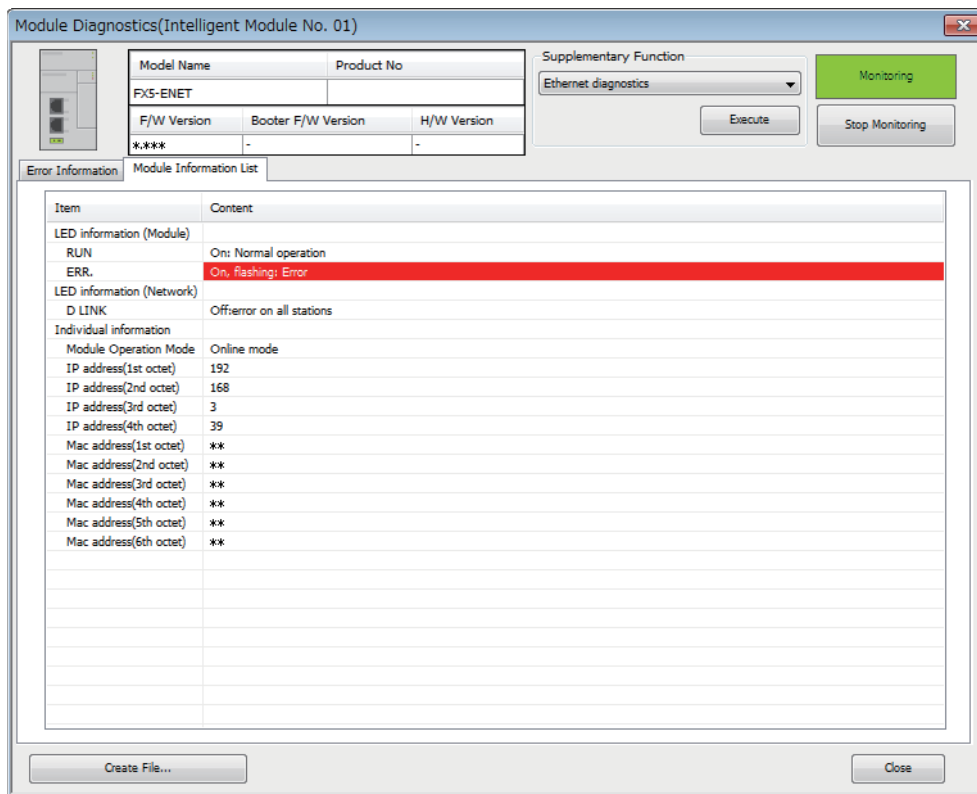 Module Diagnostics(Intelligent Module No. 01)
Model Name Product No
FX5-ENET
F/W Version Booter F/W Version H/W Version
*.*** - -
Supplementary Function
Ethernet diagnostics
Execute
Monitoring
Stop Monitoring
Error Information Module Information List
Item Content
LED information (Module)
RUN On: Normal operation
ERR. On, flashing: Error
LED information (Network)
D LINK Off:error on all stations
Individual information
Module Operation Mode Online mode
IP address(1st octet) 192
IP address(2nd octet) 168
IP address(3rd octet) 3
IP address(4th octet) 39
Mac address(1st octet) **
Mac address(2nd octet) **
Mac address(3rd octet) **
Mac address(4th octet) **
Mac address(5th octet) **
Mac address(6th octet) **
Create File... Close